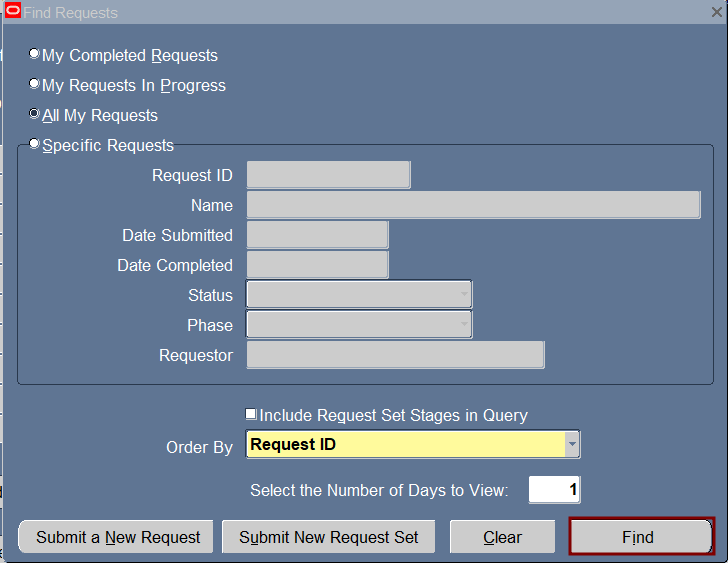 Find Requests
My Completed Requests
My Requests In Progress
All My Requests
Specific Requests
Request ID
Name
Date Submitted
Date Completed
Status
Phase
Requestor
Include Request Set Stages in Query
Order By Request ID
Select the Number of Days to View: 1
Submit a New Request Submit New Request Set Clear Find